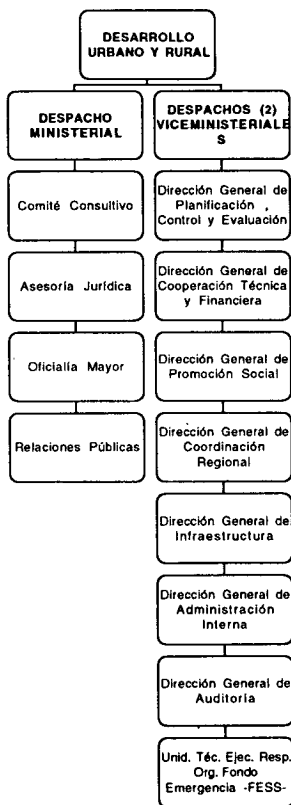 DESARROLLO
URBANO Y RURAL
DESPACHO
MINISTERIAL
Comité Consultivo
Asesoría Jurídica
Oficialía Mayor
Relaciones Públicas
DESPACHOS (2)
VICEMINISTERIALE
S
Dirección General de
Planificación ,
Control y Evaluación
Dirección General de
Cooperación Técnica
y Financiera
Dirección General de
Promoción Social
Dirección General de
Coordinación
Regional
Dirección General de
Infraestructura
Dirección General de
Administración
Interna
Dirección General de
Auditoría
Unid. Téc. Ejec. Resp.
Org. Fondo
Emergencia -FESS-